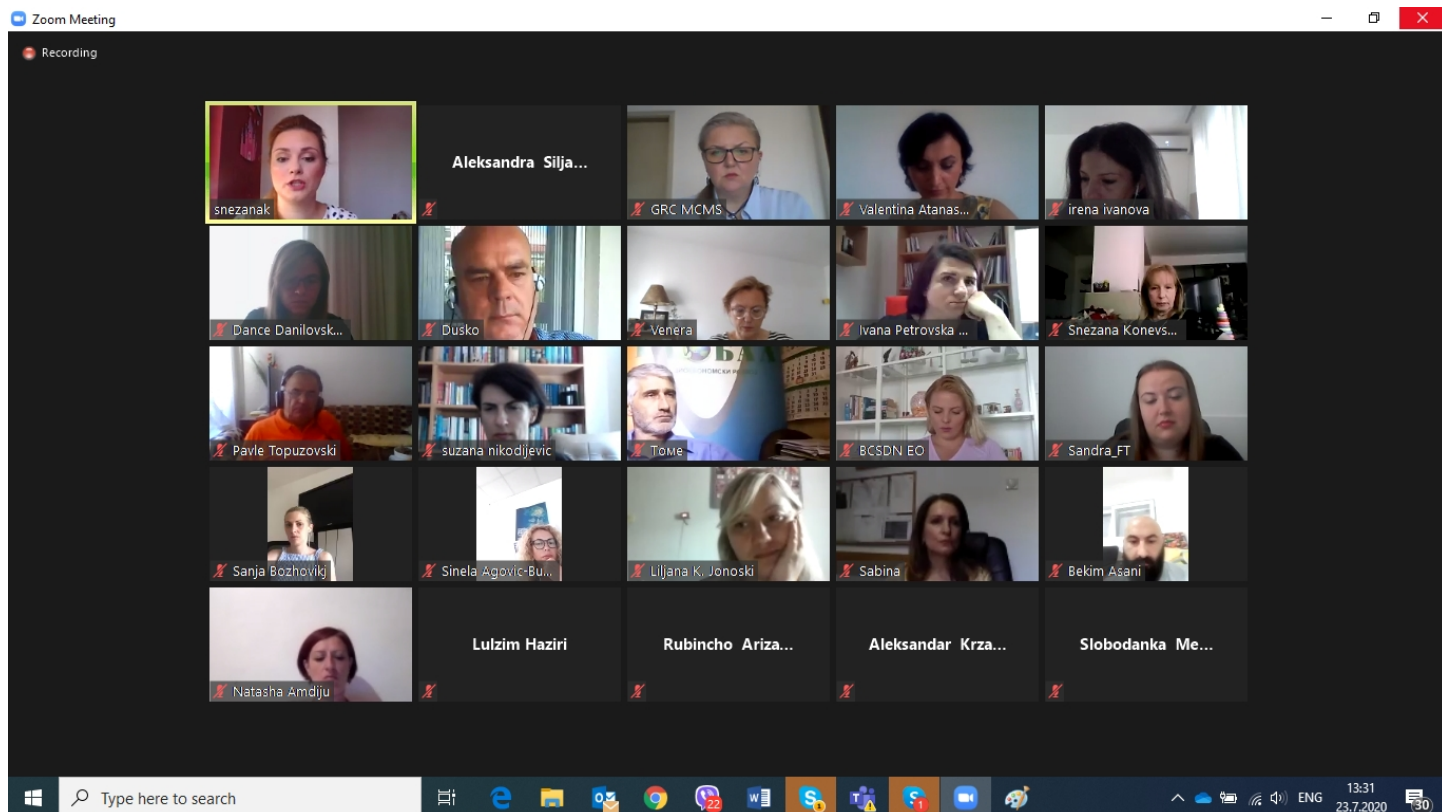 Zoom Meeting
Recording
snezanak
Aleksandra Silja...
GRC MCMS
Valentina Atanas...
irena ivanova
Dance Danilovsk...
Dusko
Venera
Ivana Petrovska ...
Snezana Konevs...
Pavle Topuzovski
suzana nikodijevic
Tome
BCSDN EO
Sandra_FT
Sanja Bozhovikj
Sinela Agovic-Bu...
Liljana K. Jonoski
Sabina
Bekim Asani
Natasha Amdiju
Lulzim Haziri
Rubincho Ariza...
Aleksandar Krza...
Slobodanka Me...
Type here to search
22
1
ENG
13:31
23.7.2020
30